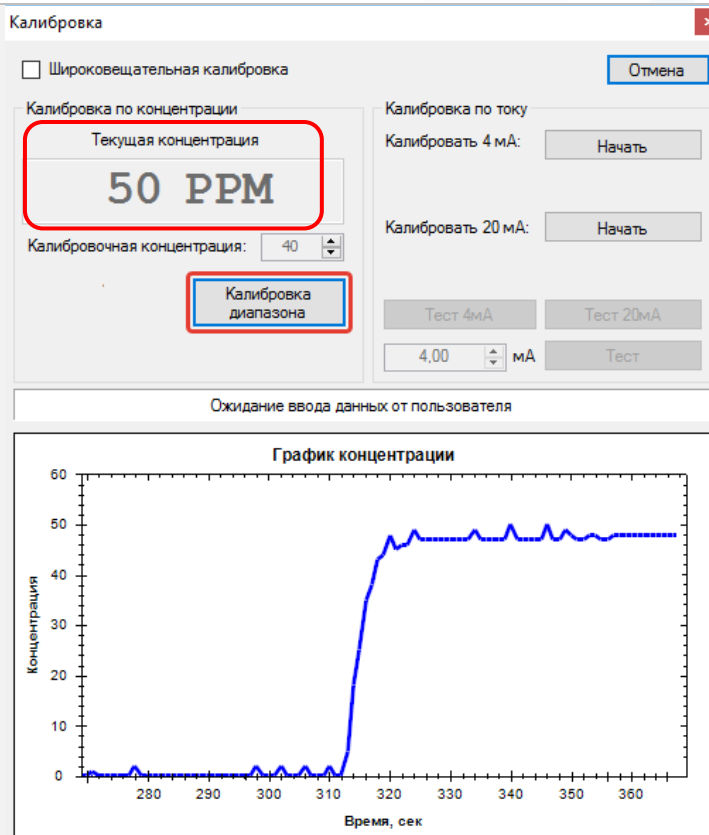 Калибровка
Широковещательная калибровка
Отмена
Калибровка по концентрации
Текущая концентрация
50 PPM
Калибровочная концентрация: 40
Калибровка
диапазона
Калибровка по току
Калибровать 4 мА: Начать
Калибровать 20 мА: Начать
Тест 4мА Тест 20мА
4,00 мА Тест
Ожидание ввода данных от пользователя
График концентрации
60
50
40
30
20
10
0
Концентрация
280 290 300 310 320 330 340 350 360
Время, сек